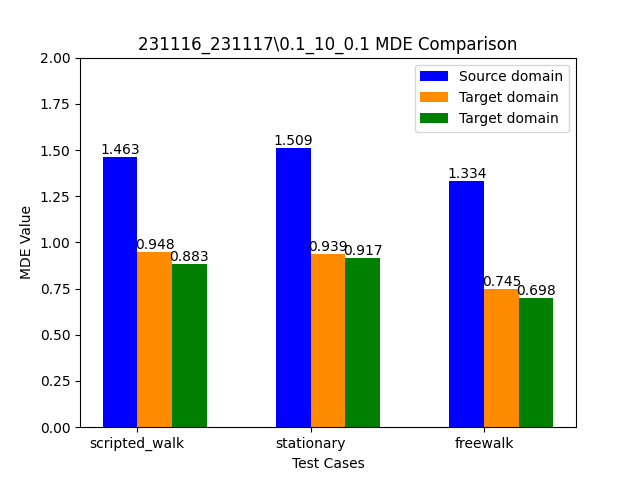 231116_231117\0.1_10_0.1 MDE Comparison
Source domain
Target domain
Target domain
MDE Value
2.00
1.75
1.50
1.25
1.00
0.75
0.50
0.25
0.00
1.463
0.948
0.883
1.509
0.939
0.917
1.334
0.745
0.698
scripted_walk
stationary
freewalk
Test Cases